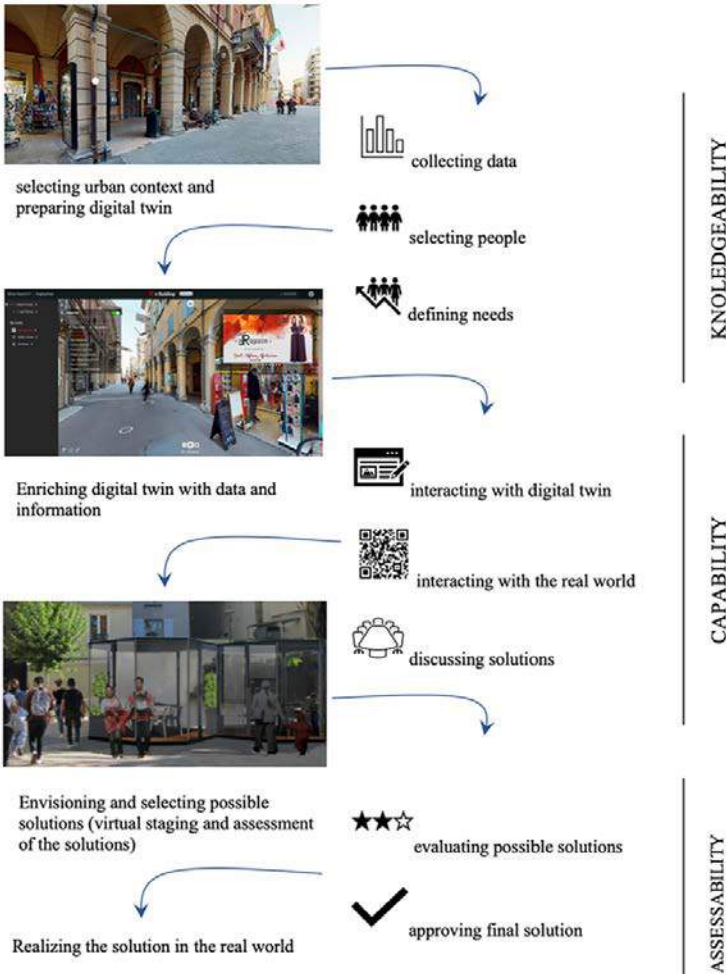 collecting data
selecting urban context and
preparing digital twin
selecting people
defining needs
KNOLEDGEABILITY
Enriching digital twin with data and
information
interacting with digital twin
interacting with the real world
discussing solutions
CAPABILITY
Envisioning and selecting possible
solutions (virtual staging and assessment
of the solutions)
evaluating possible solutions
approving final solution
Realizing the solution in the real world
ASSESSABILITY